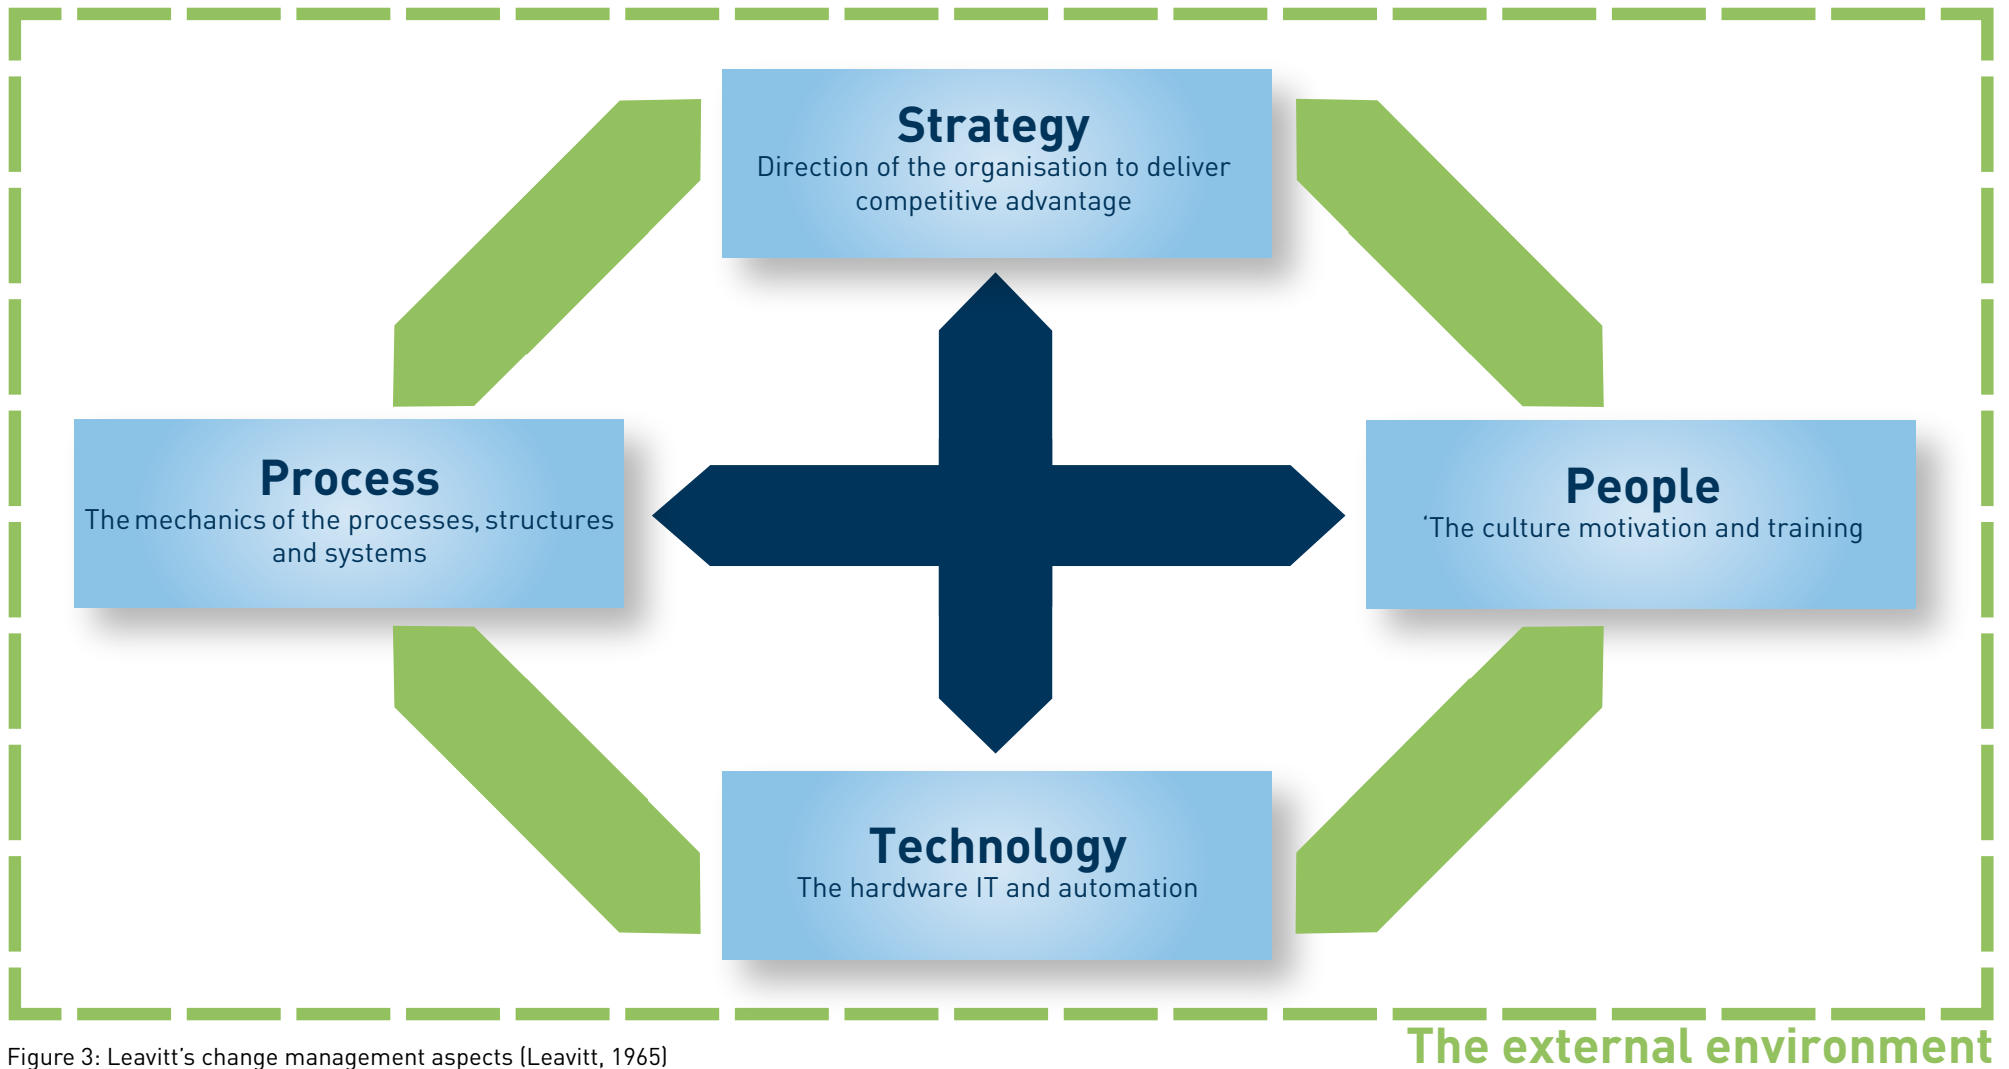 Strategy
Direction of the organisation to deliver
competitive advantage
Process
The mechanics of the processes, structures
and systems
People
‘The culture motivation and training
Technology
The hardware IT and automation
The external environment
Figure 3: Leavitt’s change management aspects (Leavitt, 1965)